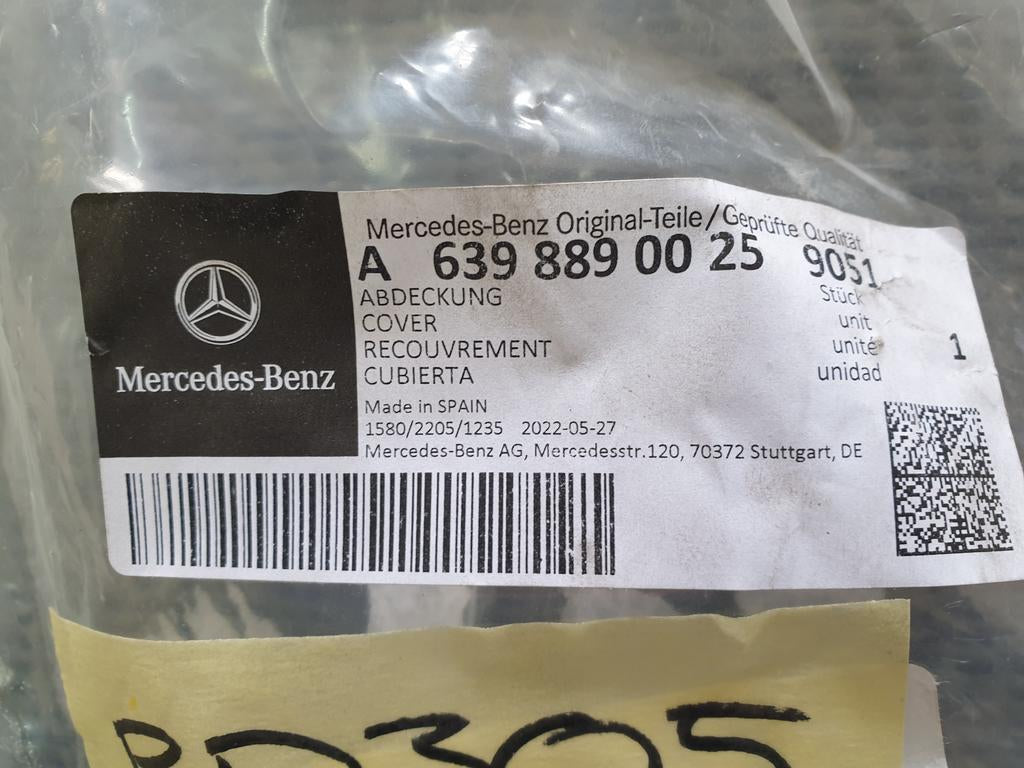 Mercedes-Benz
Mercedes-Benz Original-Teile/Geprüfte Qualität
A 639 889 00 25 9051
ABDECKUNG Stück
COVER unit
RECOUVREMENT unité 1
CUBIERTA unidad
Made in SPAIN
1580/2205/1235 2022-05-27
Mercedes-Benz AG, Mercedesstr.120, 70372 Stuttgart, DE
PD305